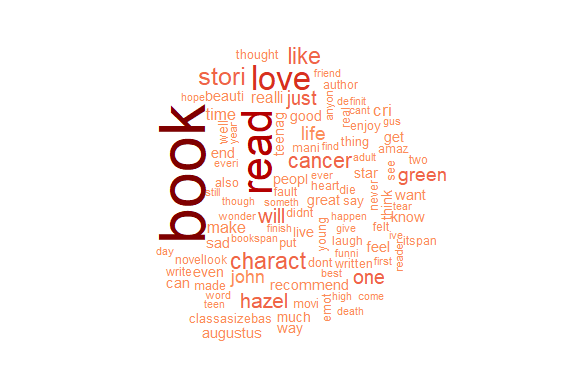 thought
like
friend
stori
love
hope
beauti
realli
just
author
anyon
definit
cant
cri
time
well
year
read
teenag
good
real
enjoy
gus
book
life
get
end
everi
mani
find
thing
amaz
cancer
adult
see
two
still
also
peopl
ever
star
green
fault
heart
die
never
think
want
though
someth
great
say
tear
know
wonder
will
didnt
happen
make
finish
live
young
give
felt
ive
sad
bookspan
put
laugh
feel
reader
itspan
day
novel
look
charact
funni
dont
written
first
write
even
john
best
one
can
made
recommend
word
hazel
movi
emot
high
come
teen
classasizebas
much
death
augustus
way